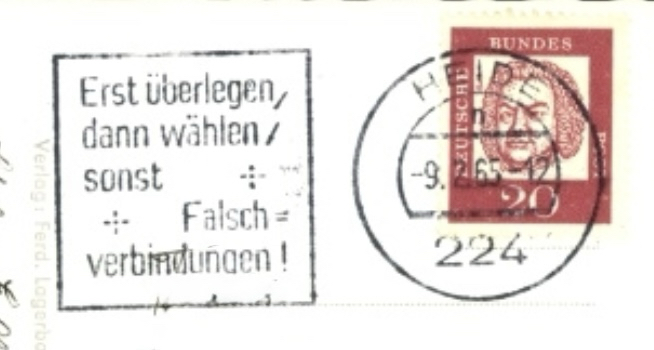 Erst überlegen,
dann wählen,
sonst ·|·
·|· Falsch=
verbindungen!
HEIDE
n
-9.2.65-12
224
BUNDES
DEUTSCHE
POST
20
Verlag: Ferd. Lagerbo